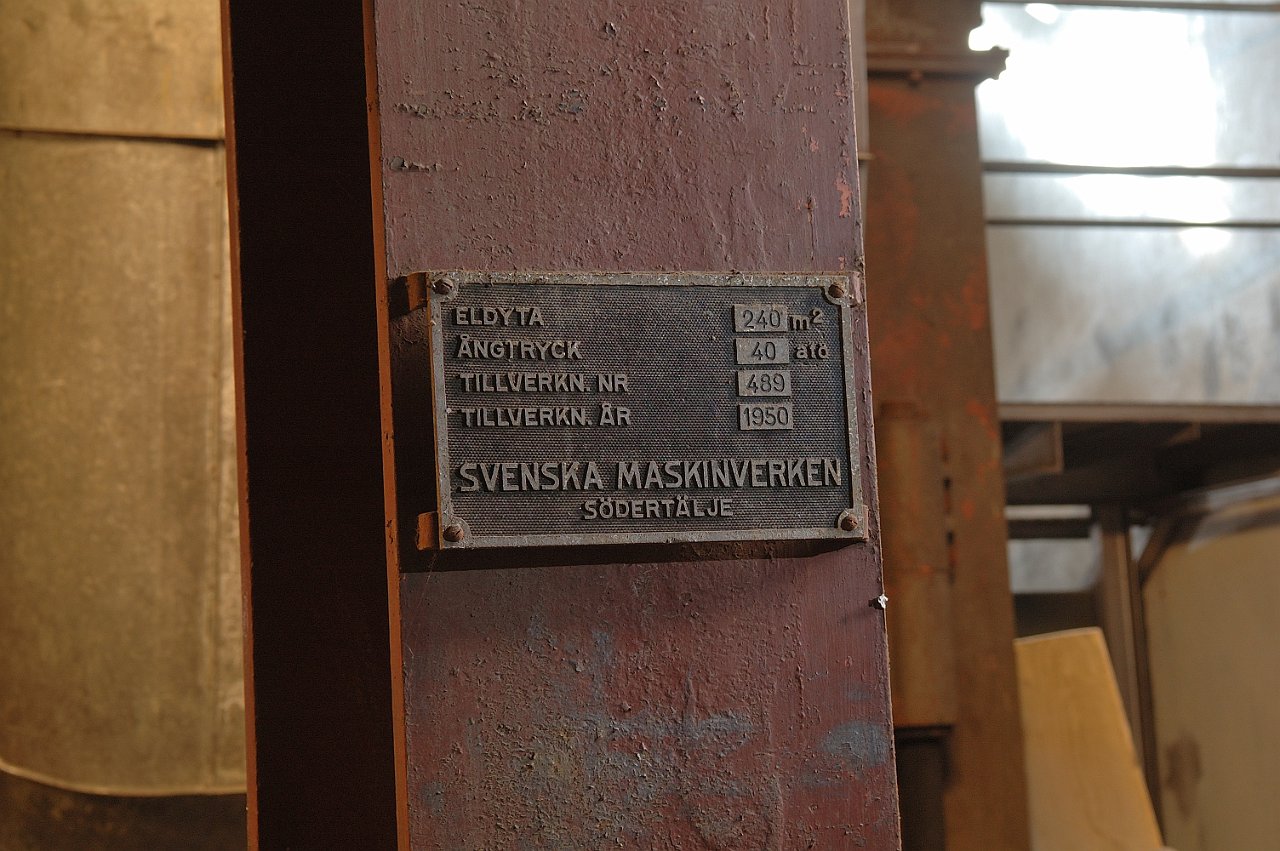 ELDYTA 240 m²
ÅNGTRYCK 40 atö
TILLVERKN. NR 489
TILLVERKN. ÅR 1950
SVENSKA MASKINVERKEN
SÖDERTÄLJE